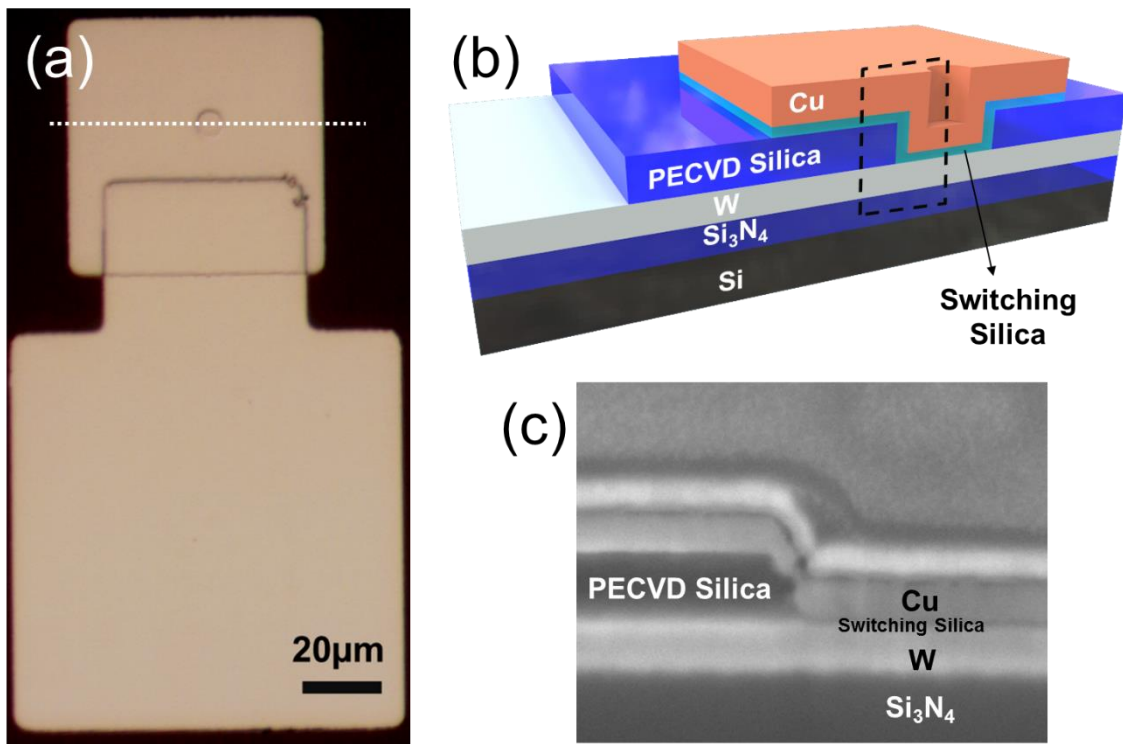 (a)
20μm
(b)
Cu
PECVD Silica
W
Si₃N₄
Si
Switching
Silica
(c)
PECVD Silica
Cu
Switching Silica
W
Si₃N₄